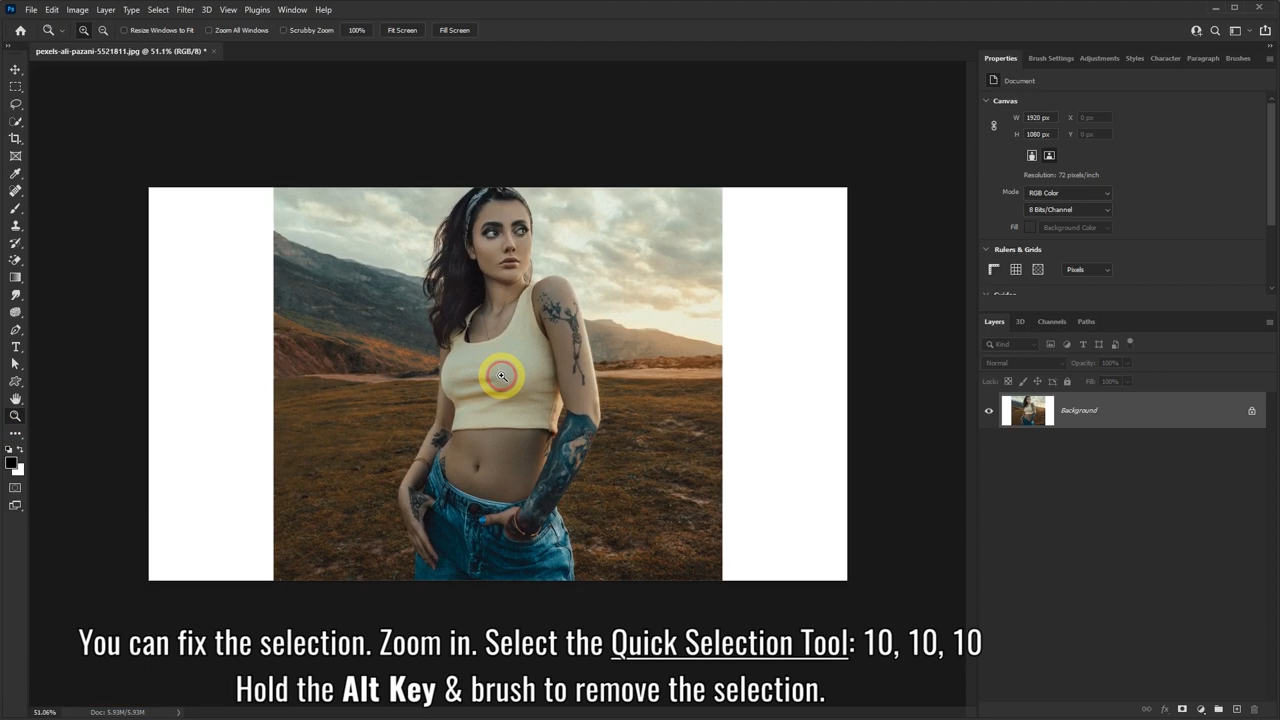 File Edit Image Layer Type Select Filter 3D View Plugins Window Help
Resize Windows to Fit Zoom All Windows Scrubby Zoom 100% Fit Screen Fill Screen
pexels-ali-pazani-5521811.jpg @ 51.1% (RGB/8) *
Properties Brush Settings Adjustments Styles Character Paragraph Brushes
Document
Canvas
W 1920 px X 0 px
H 1080 px Y 0 px
Resolution: 72 pixels/inch
Mode RGB Color
8 Bits/Channel
Fill Background Color
Rulers & Grids
Pixels
Guides
Layers 3D Channels Paths
Kind
Normal Opacity: 100%
Lock: Fill: 100%
Background
You can fix the selection. Zoom in. Select the Quick Selection Tool: 10, 10, 10
Hold the Alt Key & brush to remove the selection.
51.06% Doc: 5.93M/5.93M